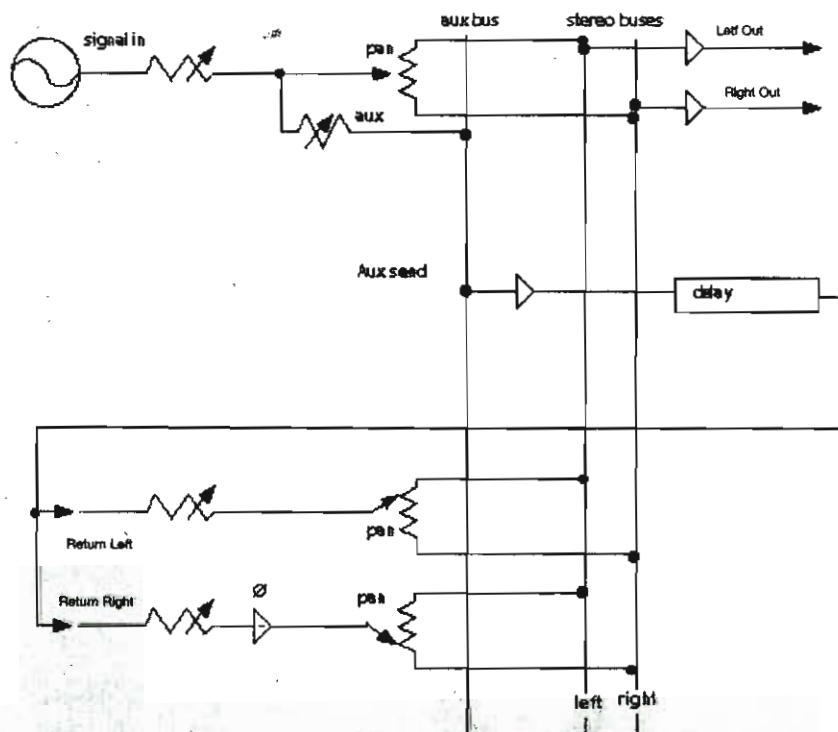 aux bus
stereo buses
signal in
pan
Letf Out
Right Out
aux
Aux send
delay
Return Left
pan
Return Right
Ø
pan
left right